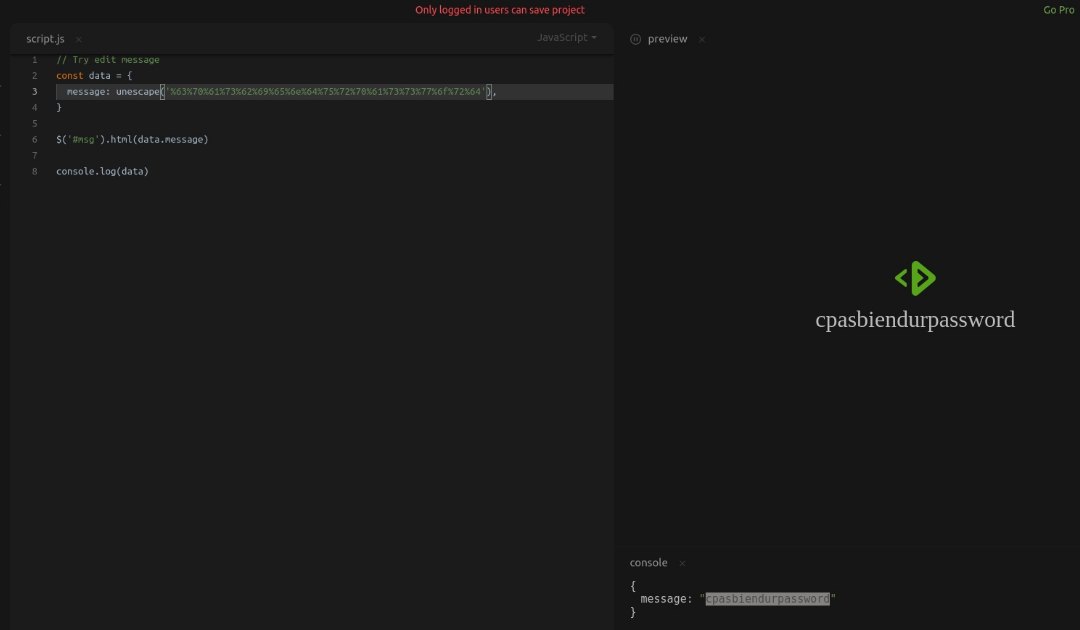 Only logged in users can save project
Go Pro
script.js ×
JavaScript
1 // Try edit message
2 const data = {
3 message: unescape('%63%70%61%73%62%69%65%6e%64%75%72%70%61%73%73%77%6f%72%64'),
4 }
5
6 $('#msg').html(data.message)
7
8 console.log(data)
preview ×
cpasbiendurpassword
console ×
{
message: "cpasbiendurpassword"
}